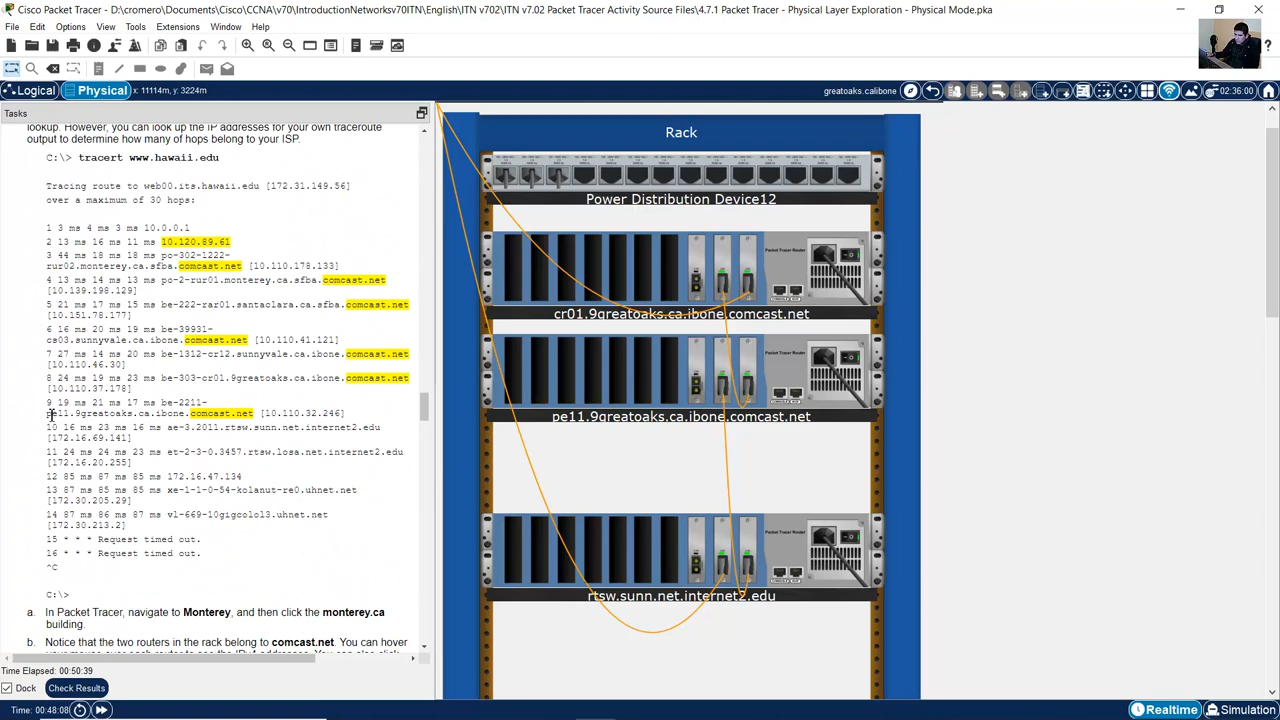 Cisco Packet Tracer - D:\cromero\Documents\Cisco\CCNA\v70\IntroductionNetworksv70ITN\English\ITN v702\ITN v7.02 Packet Tracer Activity Source Files\4.7.1 Packet Tracer - Physical Layer Exploration - Physical Mode.pka
File Edit Options View Tools Extensions Window Help
Logical Physical x: 11114m, y: 3224m greatoaks.calibone 02:36:00
Tasks
lookup. However, you can look up the IP addresses for your own traceroute
output to determine how many of hops belong to your ISP.
C:\> tracert www.hawaii.edu
Tracing route to web00.its.hawaii.edu [172.31.149.56]
over a maximum of 30 hops:
1 3 ms 4 ms 3 ms 10.0.0.1
2 13 ms 16 ms 11 ms 10.120.89.61
3 44 ms 18 ms 18 ms po-302-1222-
rur02.monterey.ca.sfba.comcast.net [10.110.178.133]
4 13 ms 14 ms 13 ms po-2-rur01.monterey.ca.sfba.comcast.net
[10.139.198.129]
5 21 ms 17 ms 15 ms be-222-rar01.santaclara.ca.sfba.comcast.net
[10.151.78.177]
6 16 ms 20 ms 19 ms be-39931-
cs03.sunnyvale.ca.ibone.comcast.net [10.110.41.121]
7 27 ms 14 ms 20 ms be-1312-cr12.sunnyvale.ca.ibone.comcast.net
[10.110.46.30]
8 24 ms 19 ms 23 ms be-303-cr01.9greatoaks.ca.ibone.comcast.net
[10.110.37.178]
9 19 ms 21 ms 17 ms be-2211-
pe11.9greatoaks.ca.ibone.comcast.net [10.110.32.246]
10 16 ms 23 ms 16 ms ae-3.2011.rtsw.sunn.net.internet2.edu
[172.16.69.141]
11 24 ms 24 ms 23 ms et-2-3-0.3457.rtsw.losa.net.internet2.edu
[172.16.20.255]
12 85 ms 87 ms 85 ms 172.16.47.134
13 87 ms 85 ms 85 ms xe-1-1-0-54-kolanut-re0.uhnet.net
[172.30.205.29]
14 87 ms 86 ms 87 ms vl-669-10gigcolol3.uhnet.net
[172.30.213.2]
15 * * * Request timed out.
16 * * * Request timed out.
^C
C:\>
a. In Packet Tracer, navigate to Monterey, and then click the monterey.ca
building.
b. Notice that the two routers in the rack belong to comcast.net. You can hover
Time Elapsed: 00:50:39
Dock Check Results
Time: 00:48:08
Realtime Simulation
Rack
Power Distribution Device12
Packet Tracer Router
cr01.9greatoaks.ca.ibone.comcast.net
Packet Tracer Router
pe11.9greatoaks.ca.ibone.comcast.net
Packet Tracer Router
rtsw.sunn.net.internet2.edu